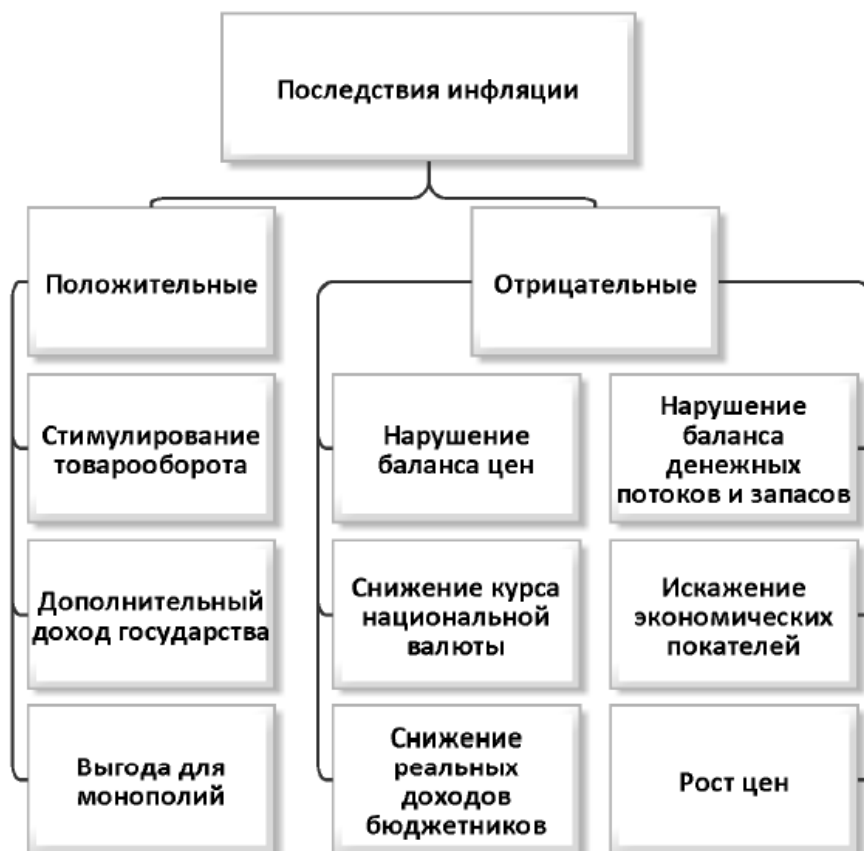 Последствия инфляции
Положительные
Отрицательные
Стимулирование
товарооборота
Нарушение
баланса цен
Нарушение
баланса
денежных
потоков и запасов
Дополнительный
доход государства
Снижение курса
национальной
валюты
Искажение
экономических
покателей
Выгода для
монополий
Снижение
реальных
доходов
бюджетников
Рост цен